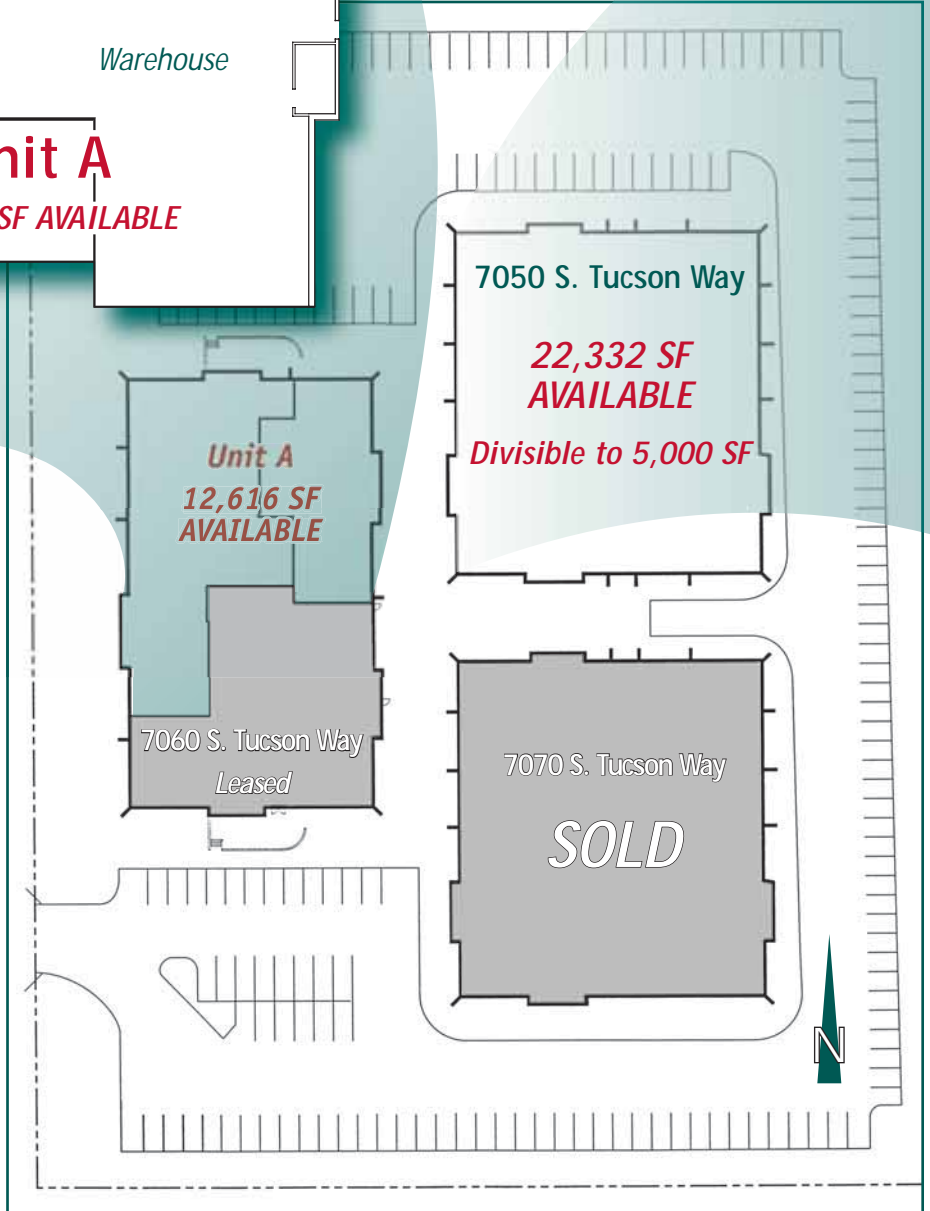 Warehouse
nit A
SF AVAILABLE
7050 S. Tucson Way
22,332 SF
AVAILABLE
Divisible to 5,000 SF
Unit A
12,616 SF
AVAILABLE
7060 S. Tucson Way
Leased
7070 S. Tucson Way
SOLD
N